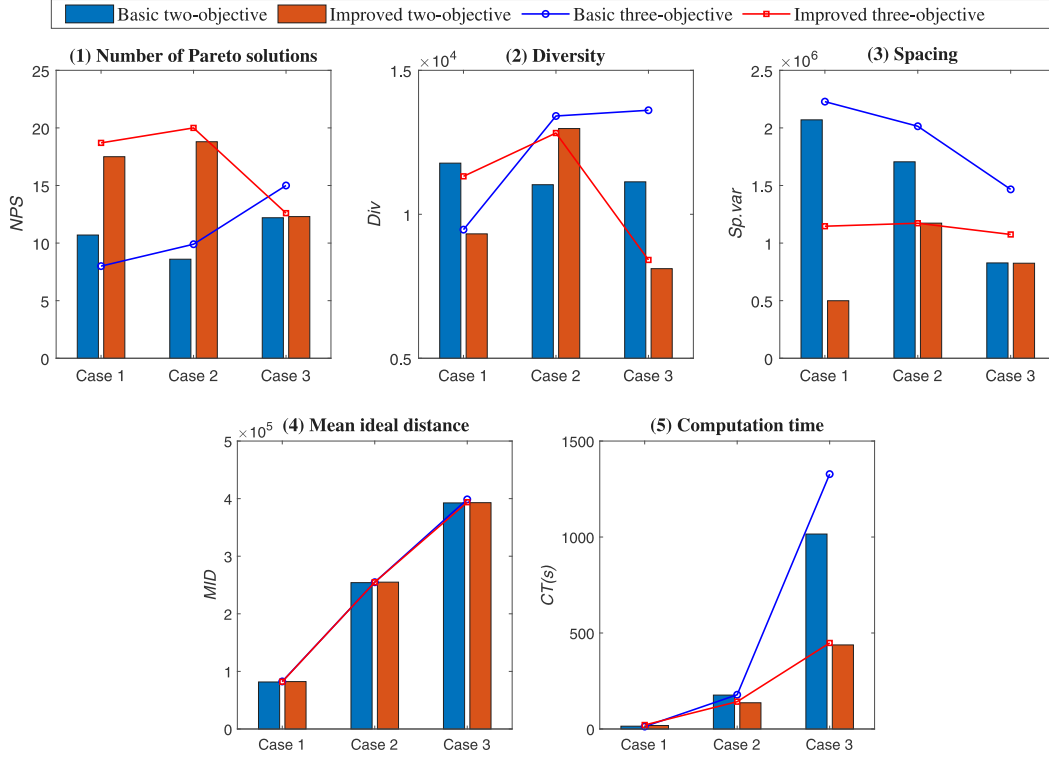 Basic two-objective Improved two-objective Basic three-objective Improved three-objective
(1) Number of Pareto solutions
25
20
15
10
5
0
NPS
Case 1 Case 2 Case 3
(2) Diversity
×10^4
1.5
1
0.5
Div
Case 1 Case 2 Case 3
(3) Spacing
×10^6
2.5
2
1.5
1
0.5
0
Sp.var
Case 1 Case 2 Case 3
(4) Mean ideal distance
×10^5
5
4
3
2
1
0
MID
Case 1 Case 2 Case 3
(5) Computation time
1500
1000
500
0
CT(s)
Case 1 Case 2 Case 3